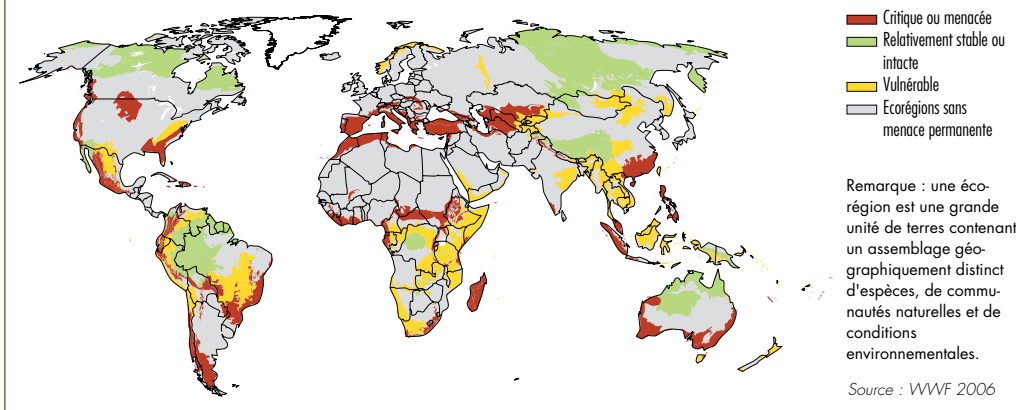 Critique ou menacée
Relativement stable ou
intacte
Vulnérable
Ecorégions sans
menace permanente
Remarque : une éco-
région est une grande
unité de terres contenant
un assemblage géo-
graphiquement distinct
d'espèces, de commu-
nautés naturelles et de
conditions
environnementales.
Source : WWF 2006